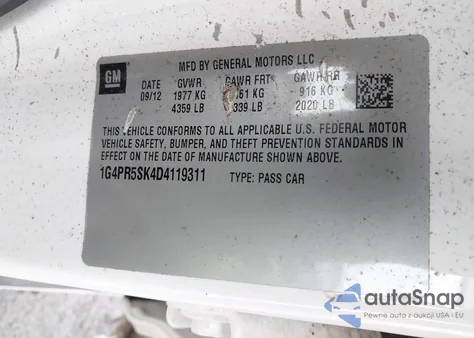 MFD BY GENERAL MOTORS LLC
GM
DATE GVWR GAWR FRT GAWR RR
09/12 1977 KG 61 KG 916 KG
4359 LB 339 LB 2020 LB
THIS VEHICLE CONFORMS TO ALL APPLICABLE U.S. FEDERAL MOTOR
VEHICLE SAFETY, BUMPER, AND THEFT PREVENTION STANDARDS IN
EFFECT ON THE DATE OF MANUFACTURE SHOWN ABOVE.
1G4PR5SK4D4119311 TYPE: PASS CAR
autoSnap
Pewne auta z aukcji USA i EU